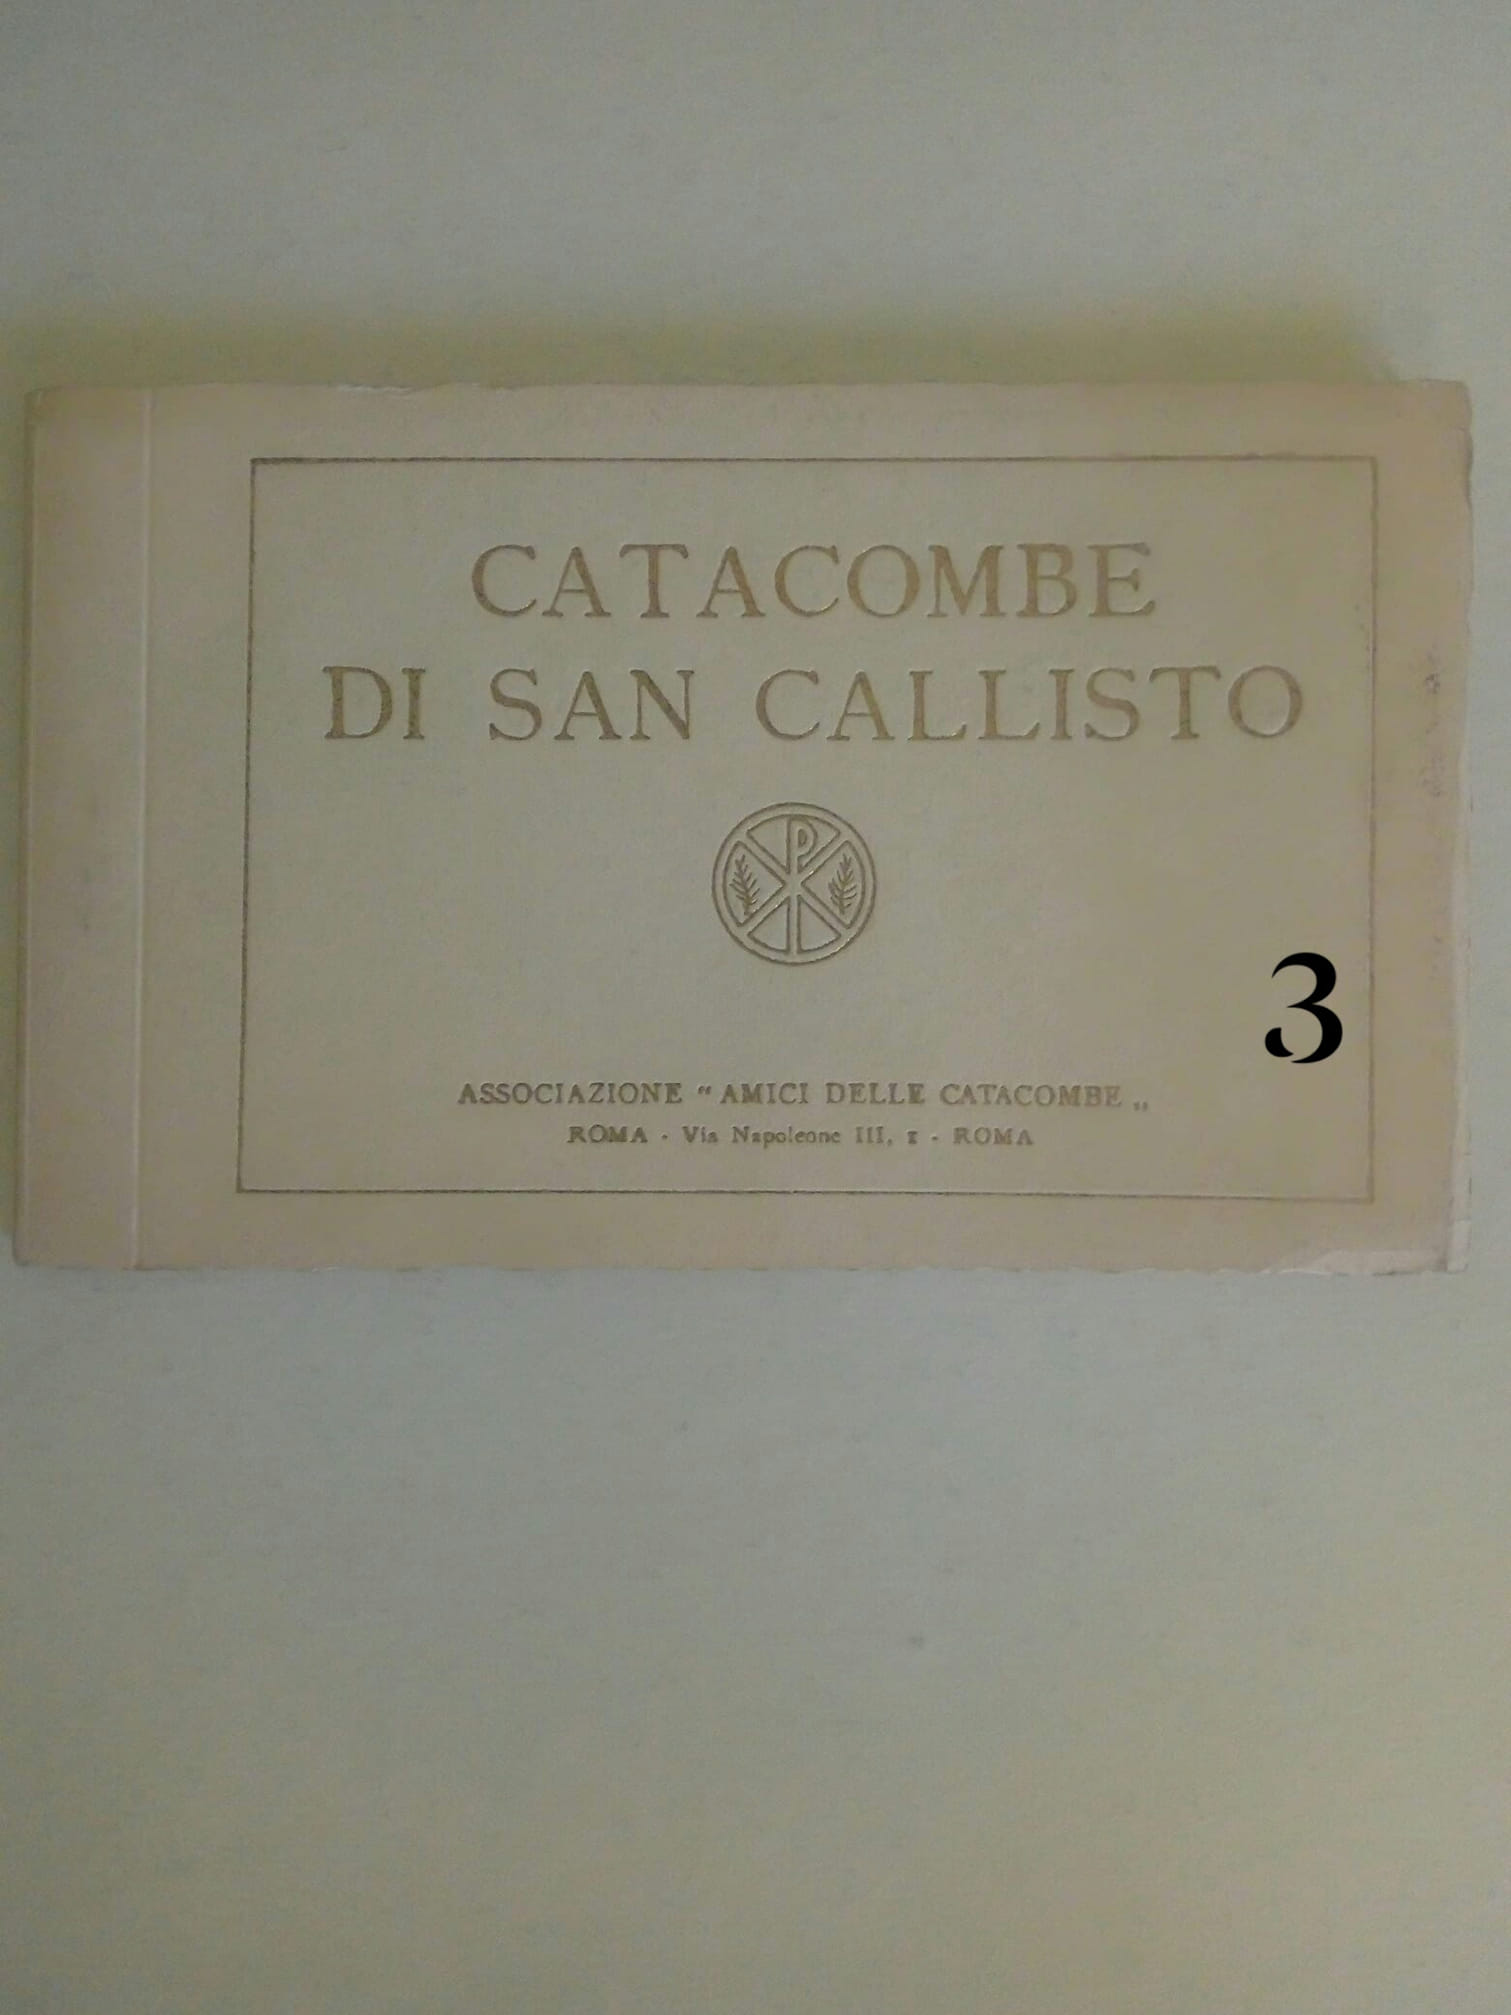 CATACOMBE
DI SAN CALLISTO
3
ASSOCIAZIONE “ AMICI DELLE CATACOMBE „
ROMA - Via Napoleone III, 1 - ROMA